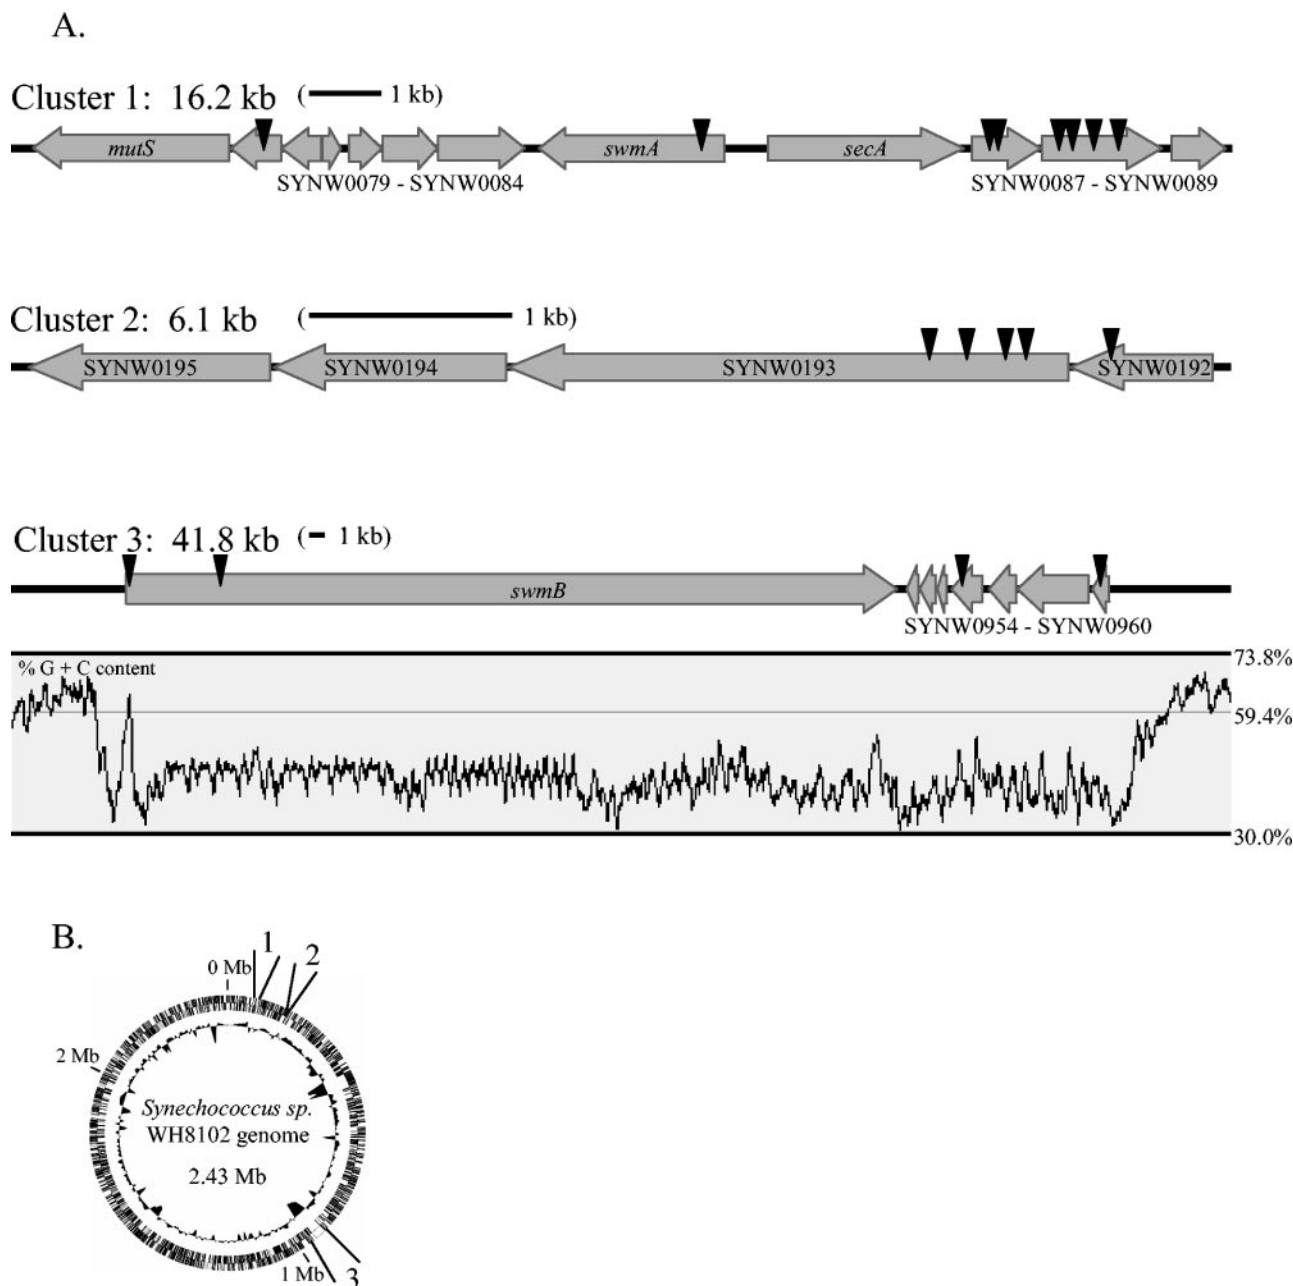 A.
Cluster 1: 16.2 kb ( 1 kb)
mutS swmA secA
SYNW0079 - SYNW0084 SYNW0087 - SYNW0089
Cluster 2: 6.1 kb ( 1 kb)
SYNW0195 SYNW0194 SYNW0193 SYNW0192
Cluster 3: 41.8 kb ( 1 kb)
swmB
SYNW0954 - SYNW0960
% G + C content 73.8%
59.4%
30.0%
B.
1 2
0 Mb
2 Mb
Synechococcus sp.
WH8102 genome
2.43 Mb
1 Mb 3